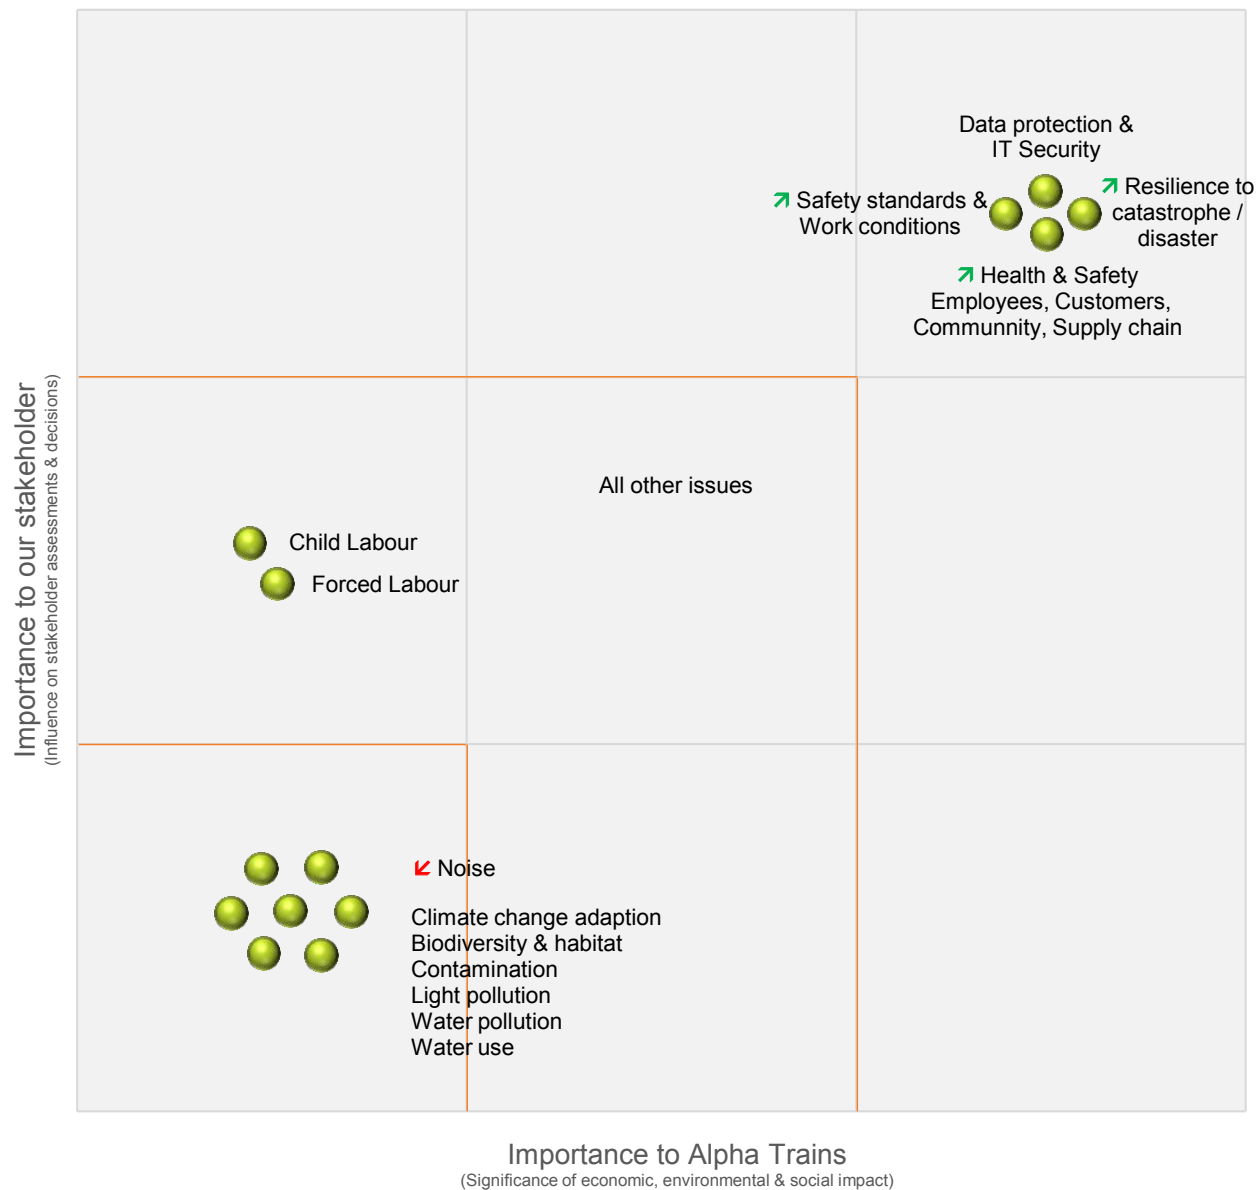 Data protection &
IT Security
Safety standards &
Work conditions
Resilience to
catastrophe /
disaster
Health & Safety
Employees, Customers,
Communnity, Supply chain
Importance to our stakeholder
(Influence on stakeholder assessments & decisions)
All other issues
Child Labour
Forced Labour
Noise
Climate change adaption
Biodiversity & habitat
Contamination
Light pollution
Water pollution
Water use
Importance to Alpha Trains
(Significance of economic, environmental & social impact)